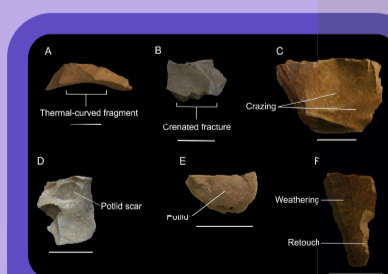 A
B
C
Thermal-curved fragment
Crenated fracture
Crazing
D
E
F
Potlid scar
Potlid
Weathering
Retouch